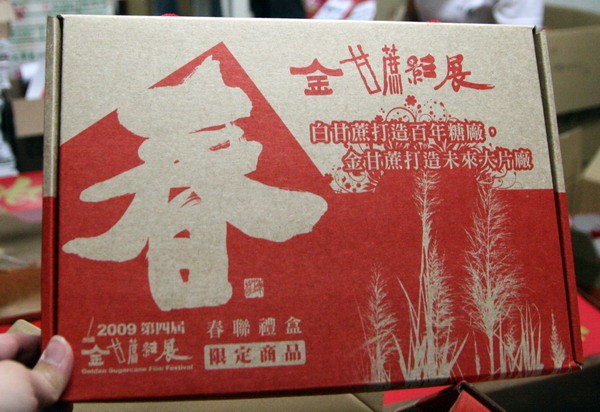 金甘蔗影展
白甘蔗打造百年糖廠，
金甘蔗打造未來大片廠
春
2009 第四屆
金甘蔗影展
Golden Sugarcane Film Festival
春聯禮盒
限定商品